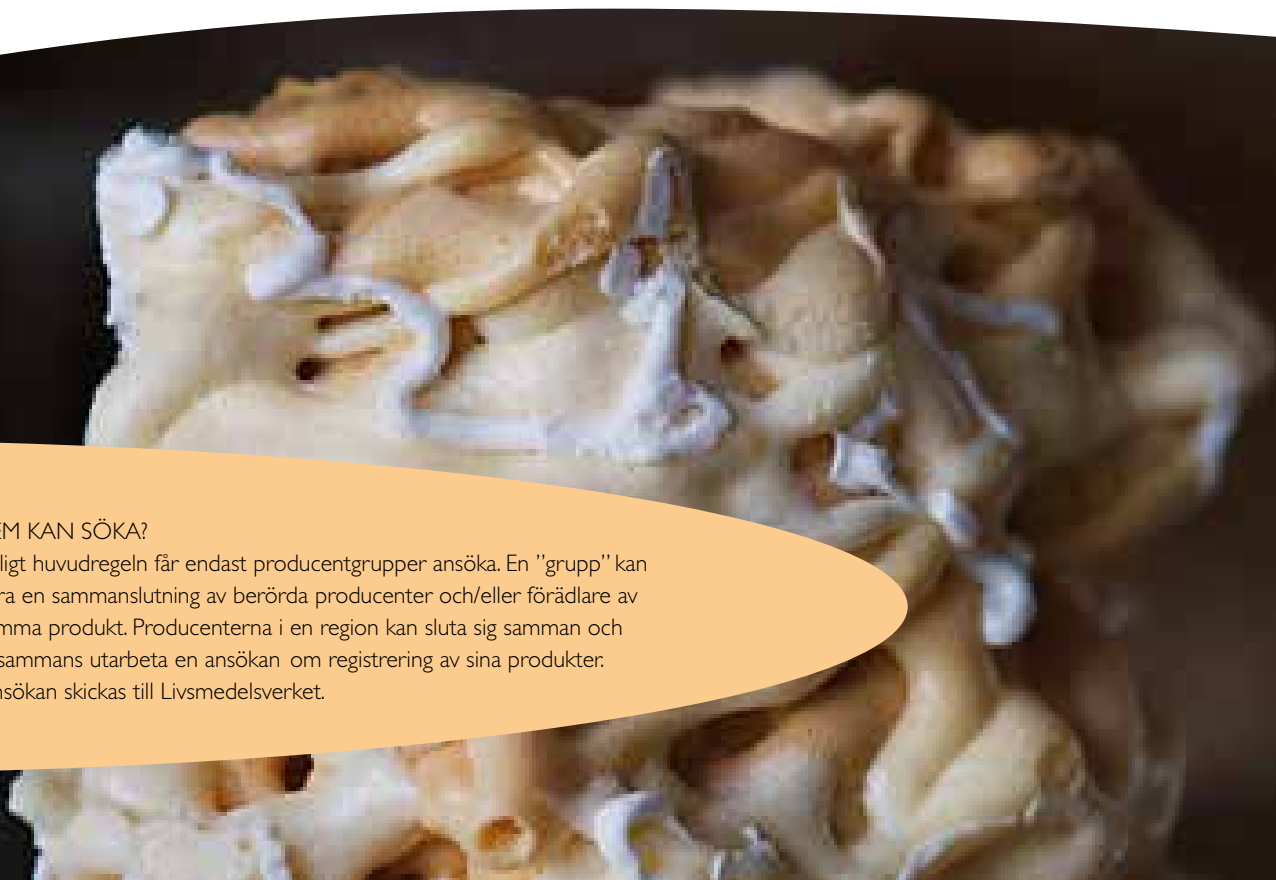 EM KAN SÖKA?
ligt huvudregeln får endast producentgrupper ansöka. En ”grupp” kan
ra en sammanslutning av berörda producenter och/eller förädlare av
mma produkt. Producenterna i en region kan sluta sig samman och
sammans utarbeta en ansökan om registrering av sina produkter.
nsökan skickas till Livsmedelsverket.